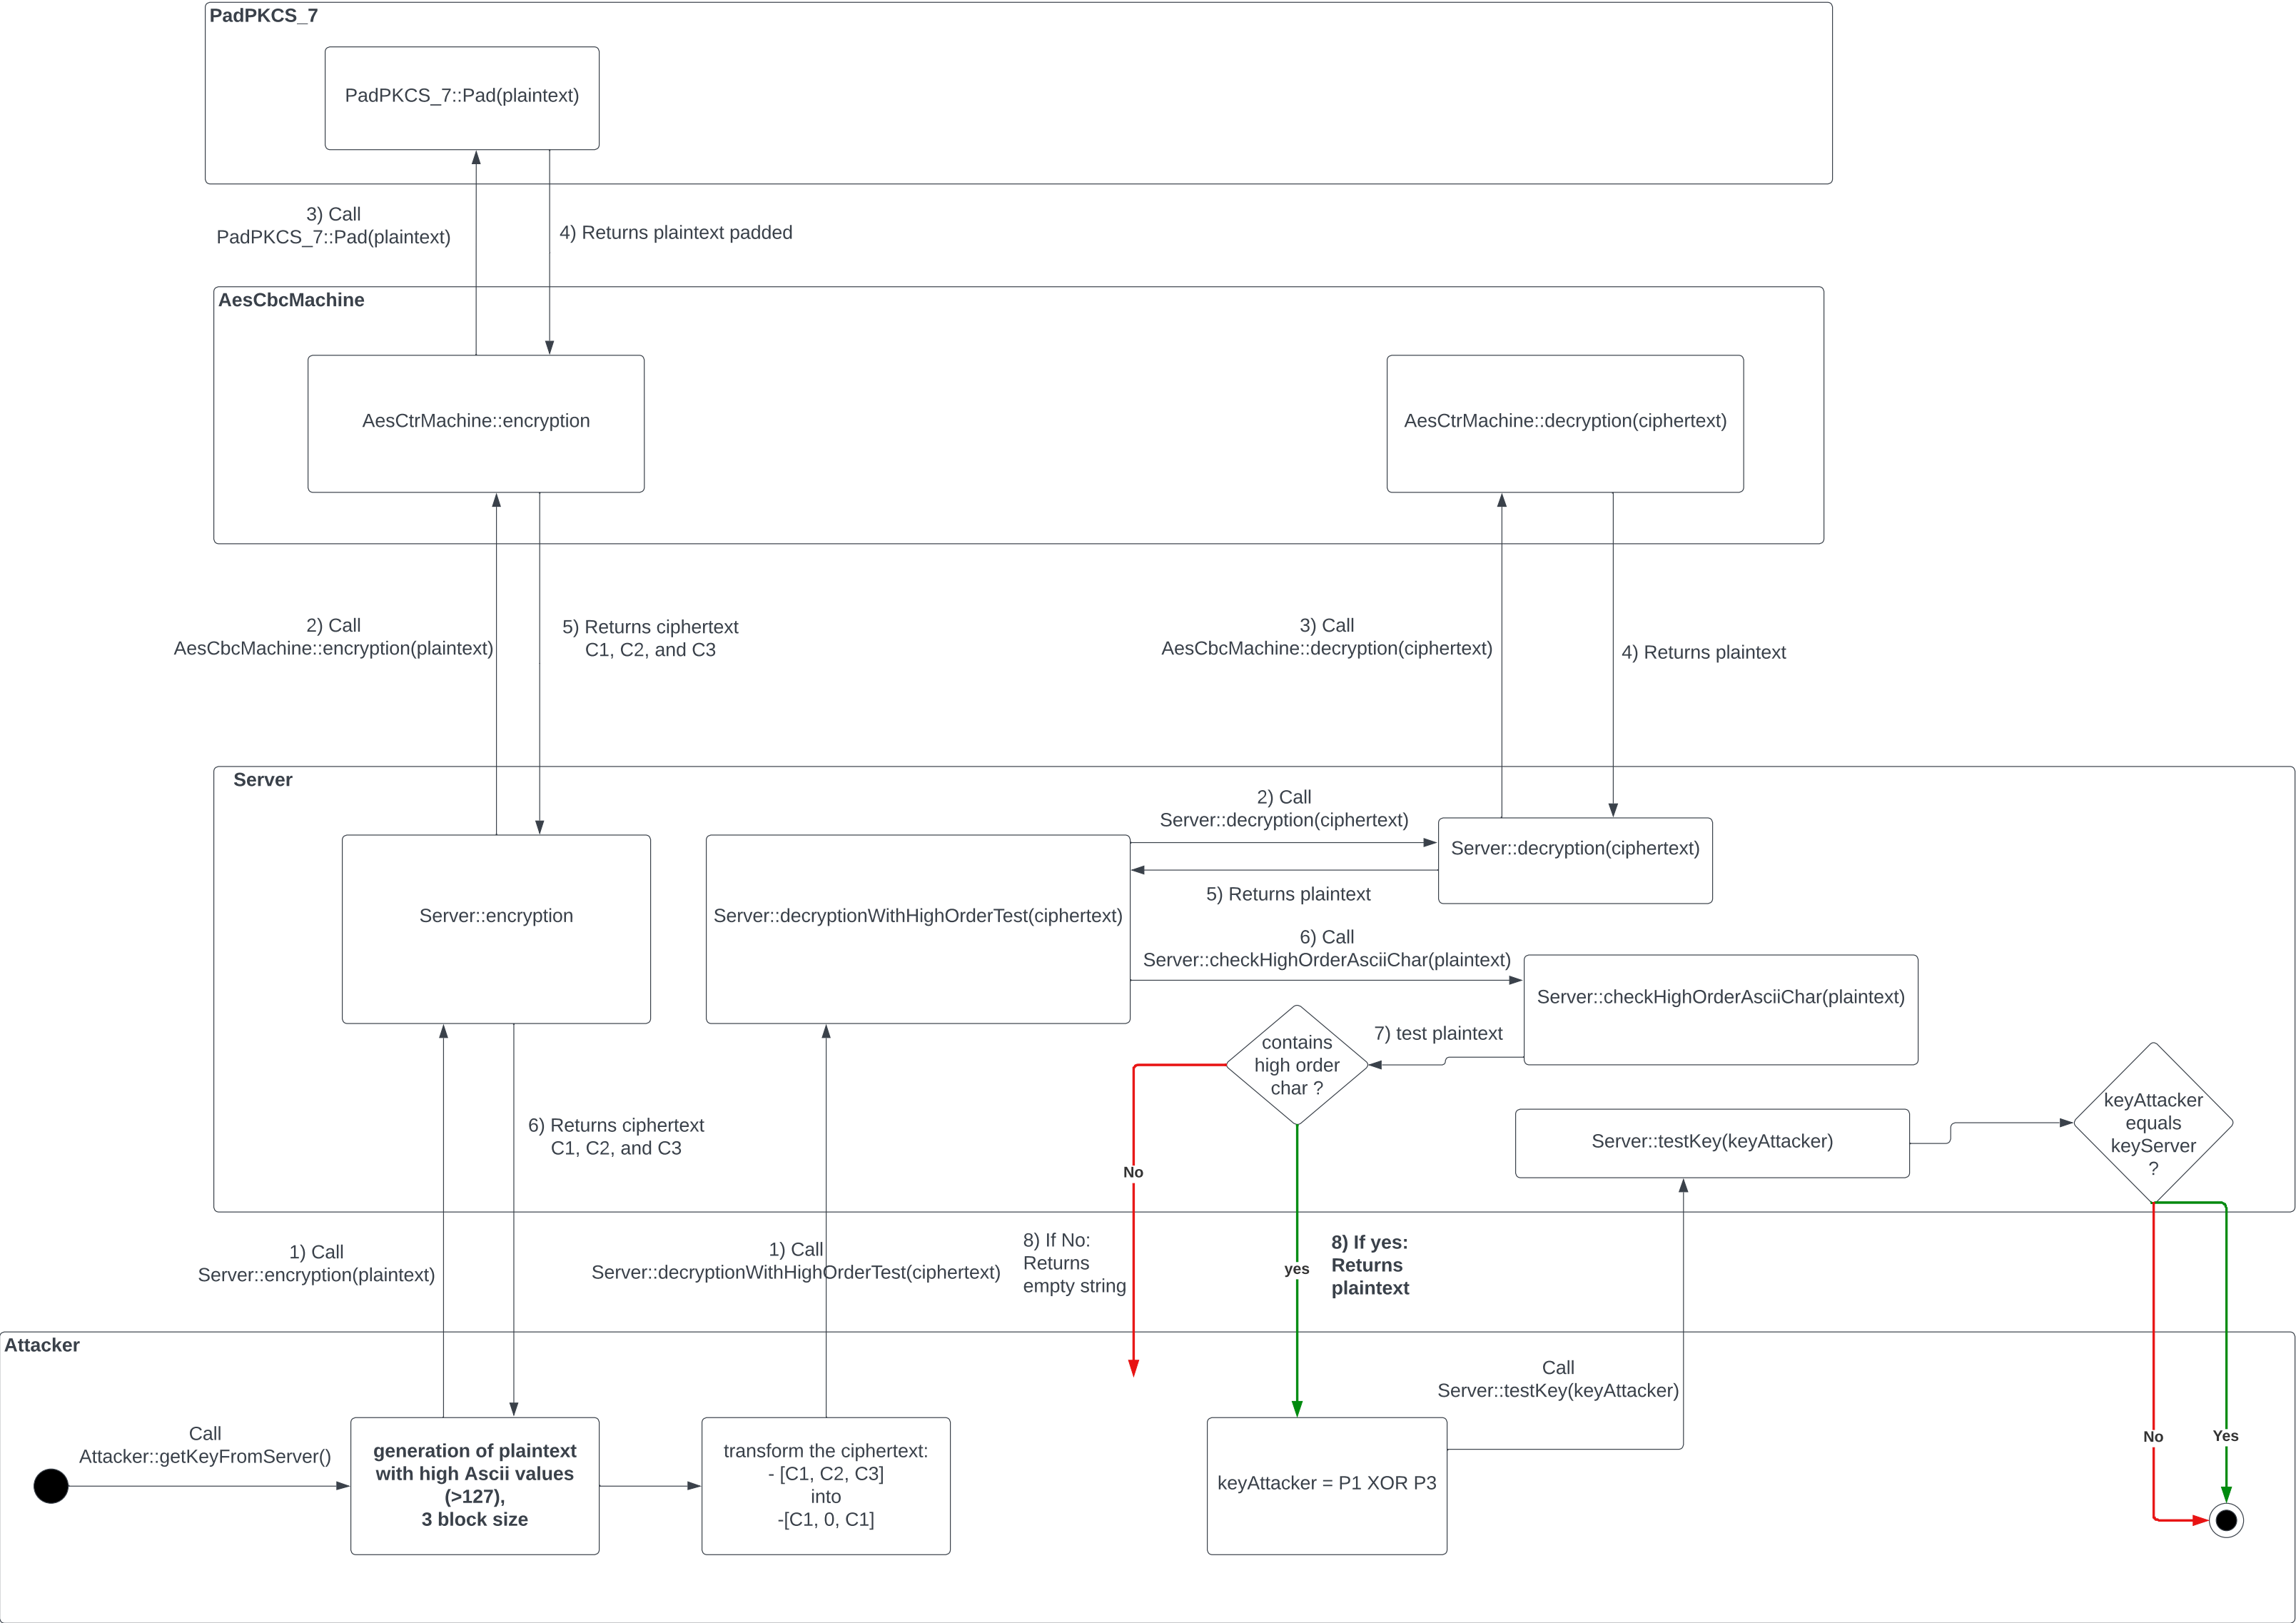 PadPKCS_7
PadPKCS_7::Pad(plaintext)
3) Call
PadPKCS_7::Pad(plaintext)
4) Returns plaintext padded
AesCbcMachine
AesCtrMachine::encryption
AesCtrMachine::decryption(ciphertext)
2) Call
AesCbcMachine::encryption(plaintext)
5) Returns ciphertext
C1, C2, and C3
3) Call
AesCbcMachine::decryption(ciphertext)
4) Returns plaintext
Server
2) Call
Server::decryption(ciphertext)
Server::decryption(ciphertext)
5) Returns plaintext
Server::encryption
Server::decryptionWithHighOrderTest(ciphertext)
6) Call
Server::checkHighOrderAsciiChar(plaintext)
Server::checkHighOrderAsciiChar(plaintext)
7) test plaintext
contains
high order
char ?
keyAttacker
equals
keyServer
?
Server::testKey(keyAttacker)
6) Returns ciphertext
C1, C2, and C3
No
1) Call
Server::encryption(plaintext)
1) Call
Server::decryptionWithHighOrderTest(ciphertext)
8) If No:
Returns
empty string
yes
8) If yes:
Returns
plaintext
Attacker
Call
Server::testKey(keyAttacker)
Call
Attacker::getKeyFromServer()
generation of plaintext
with high Ascii values
(>127),
3 block size
transform the ciphertext:
- [C1, C2, C3]
into
-[C1, 0, C1]
keyAttacker = P1 XOR P3
No
Yes